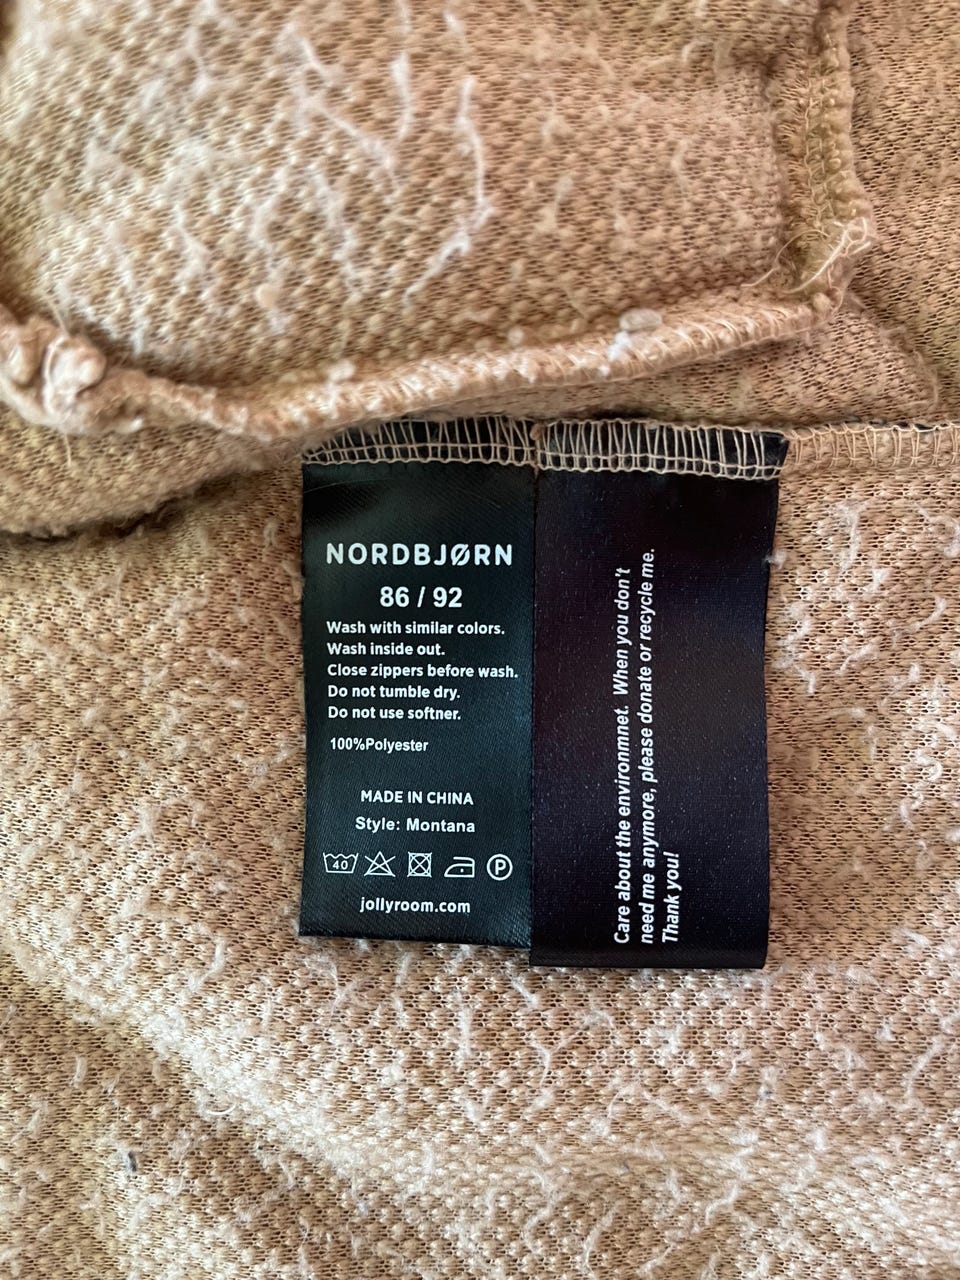 NORDBJØRN
86 / 92
Wash with similar colors.
Wash inside out.
Close zippers before wash.
Do not tumble dry.
Do not use softner.
100%Polyester
MADE IN CHINA
Style: Montana
40
P
jollyroom.com
Care about the environmnet. When you don't
need me anymore, please donate or recycle me.
Thank you!